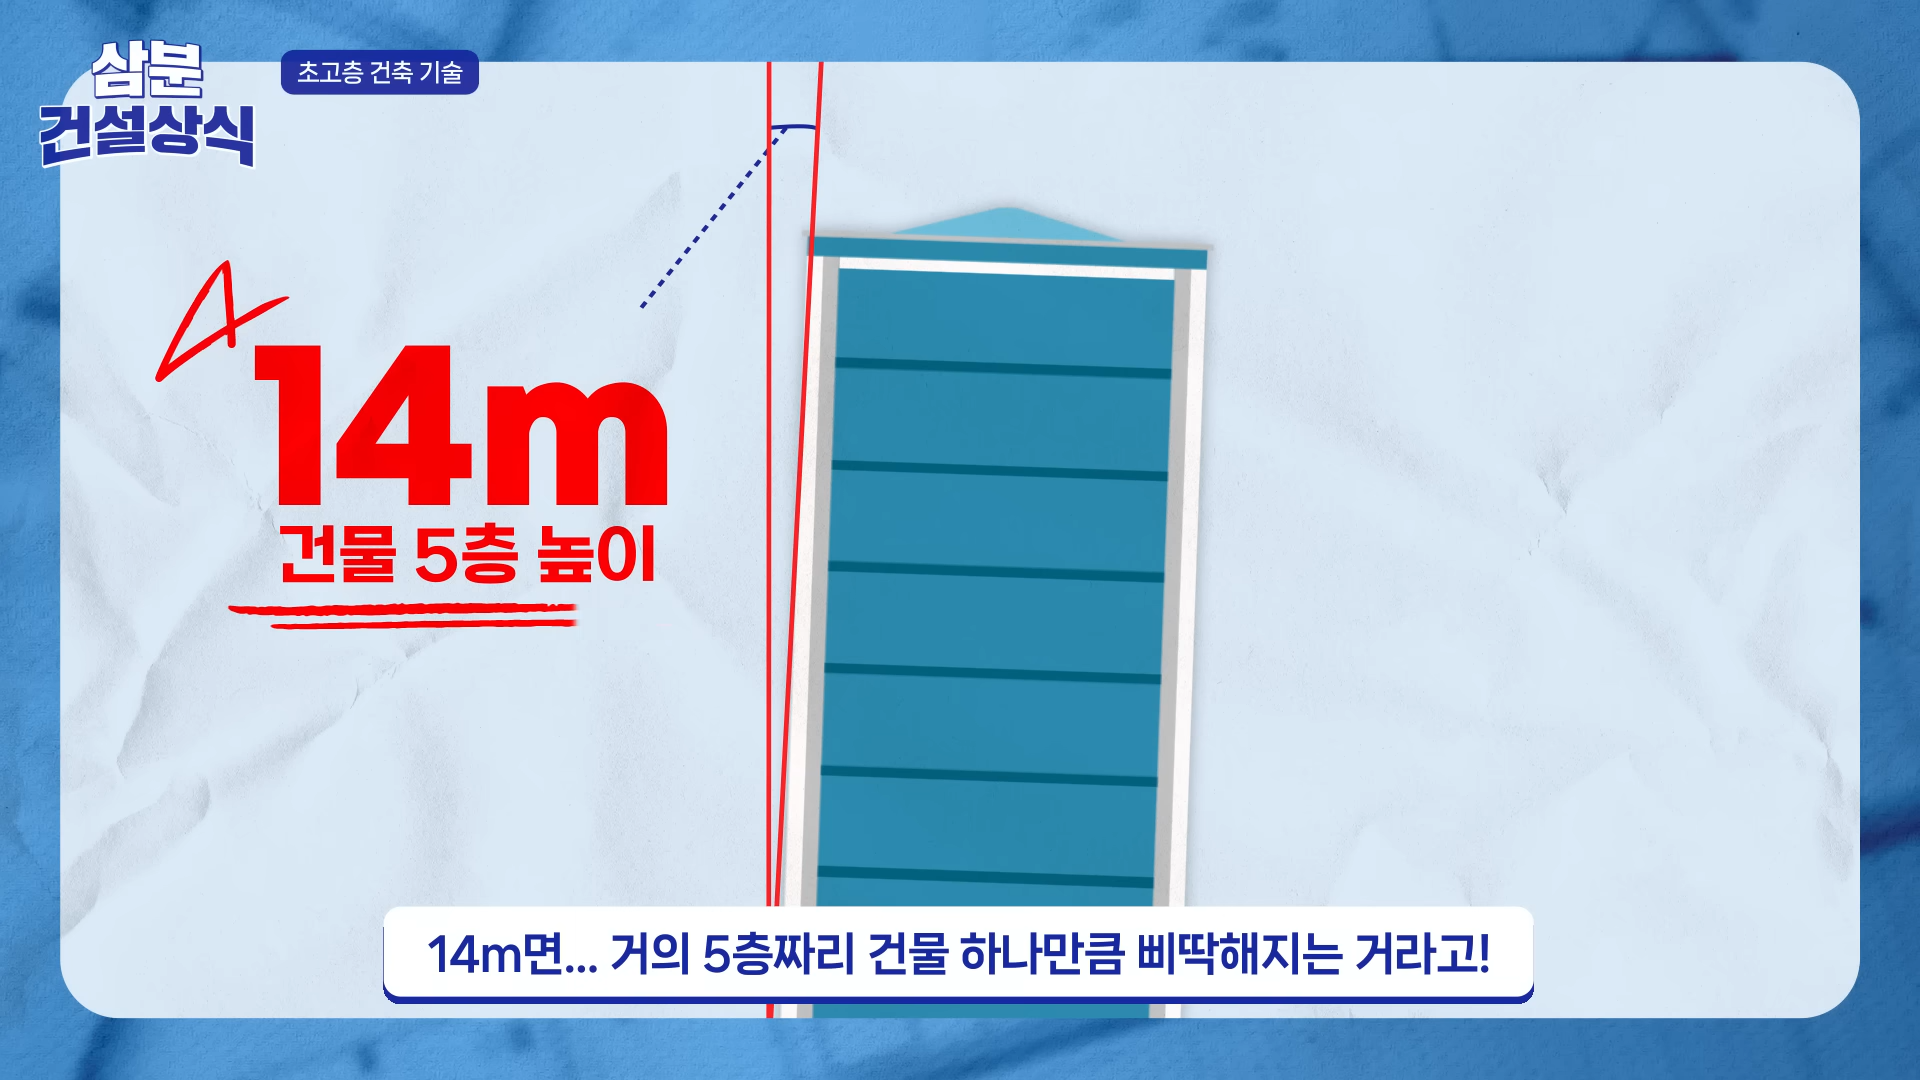 삼분
건설상식
초고층 건축 기술
14m
건물 5층 높이
14m면... 거의 5층짜리 건물 하나만큼 삐딱해지는 거라고!